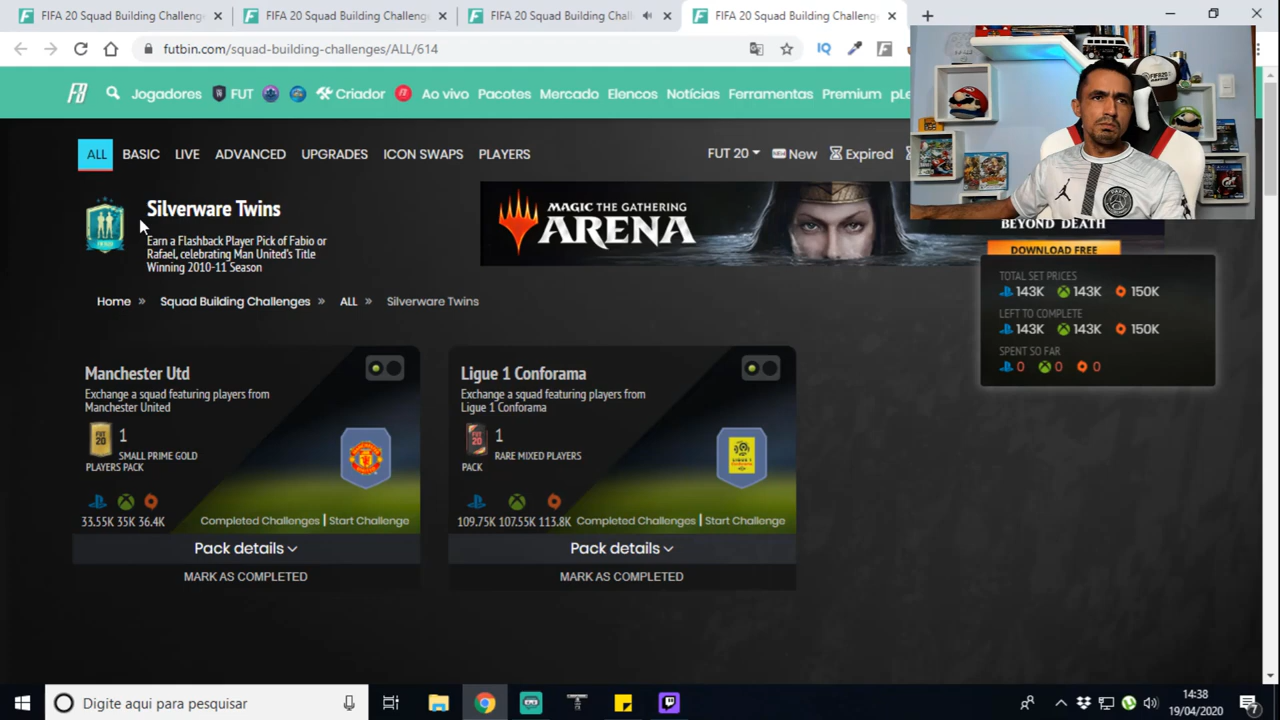 FIFA 20 Squad Building Challenge
FIFA 20 Squad Building Challenge
FIFA 20 Squad Building Chall
FIFA 20 Squad Building Challenge
futbin.com/squad-building-challenges/ALL/614
IQ
F8
Jogadores
FUT
Criador
Ao vivo
Pacotes
Mercado
Elencos
Notícias
Ferramentas
Premium
ALL
BASIC
LIVE
ADVANCED
UPGRADES
ICON SWAPS
PLAYERS
FUT 20
New
Expired
Silverware Twins
Earn a Flashback Player Pick of Fabio or
Rafael, celebrating Man United's Title
Winning 2010-11 Season
MAGIC THE GATHERING
ARENA
BEYOND DEATH
DOWNLOAD FREE
Home » Squad Building Challenges » ALL » Silverware Twins
TOTAL SET PRICES
143K 143K 150K
LEFT TO COMPLETE
143K 143K 150K
SPENT SO FAR
0 0 0
Manchester Utd
Exchange a squad featuring players from
Manchester United
1
SMALL PRIME GOLD
PLAYERS PACK
33.55K 35K 36.4K
Completed Challenges | Start Challenge
Pack details
MARK AS COMPLETED
Ligue 1 Conforama
Exchange a squad featuring players from
Ligue 1 Conforama
1
RARE MIXED PLAYERS
PACK
109.75K 107.55K 113.8K
Completed Challenges | Start Challenge
Pack details
MARK AS COMPLETED
Digite aqui para pesquisar
14:38
19/04/2020
7